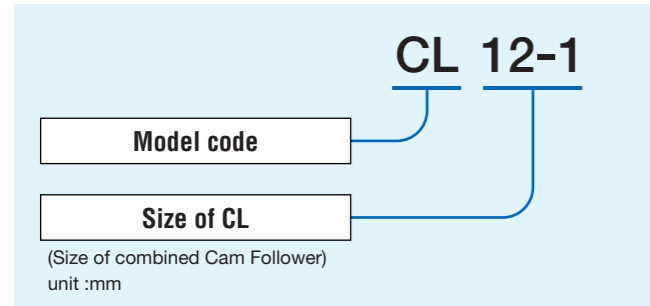 CL 12-1
Model code
Size of CL
(Size of combined Cam Follower)
unit :mm